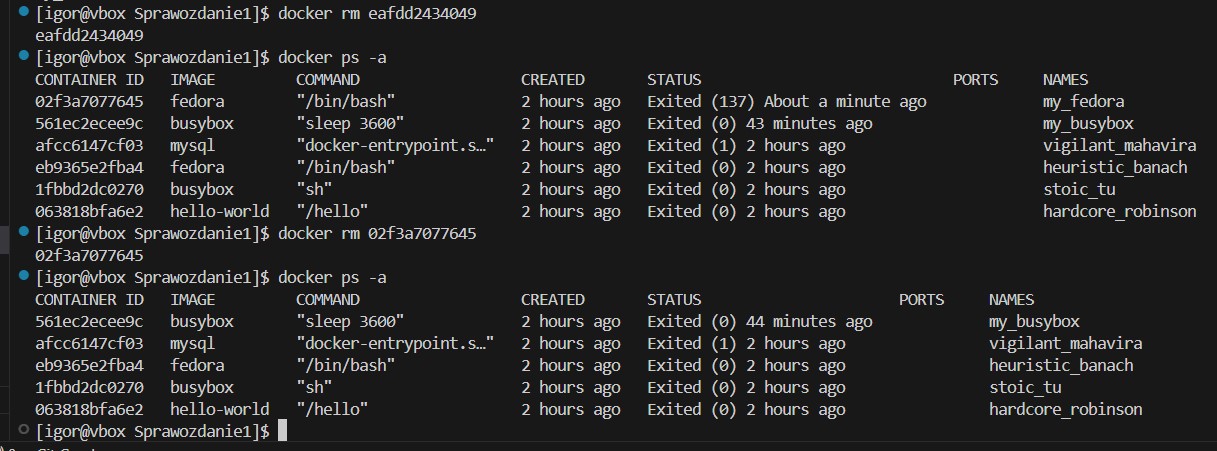 [igor@vbox Sprawozdanie1]$ docker rm eafdd2434049
eafdd2434049
[igor@vbox Sprawozdanie1]$ docker ps -a
CONTAINER ID   IMAGE         COMMAND                  CREATED       STATUS                            PORTS     NAMES
02f3a7077645   fedora        "/bin/bash"              2 hours ago   Exited (137) About a minute ago             my_fedora
561ec2ecee9c   busybox       "sleep 3600"             2 hours ago   Exited (0) 43 minutes ago                   my_busybox
afcc6147cf03   mysql         "docker-entrypoint.s…"   2 hours ago   Exited (1) 2 hours ago                      vigilant_mahavira
eb9365e2fba4   fedora        "/bin/bash"              2 hours ago   Exited (0) 2 hours ago                      heuristic_banach
1fbbd2dc0270   busybox       "sh"                     2 hours ago   Exited (0) 2 hours ago                      stoic_tu
063818bfa6e2   hello-world   "/hello"                 2 hours ago   Exited (0) 2 hours ago                      hardcore_robinson
[igor@vbox Sprawozdanie1]$ docker rm 02f3a7077645
02f3a7077645
[igor@vbox Sprawozdanie1]$ docker ps -a
CONTAINER ID   IMAGE         COMMAND                  CREATED       STATUS                      PORTS     NAMES
561ec2ecee9c   busybox       "sleep 3600"             2 hours ago   Exited (0) 44 minutes ago             my_busybox
afcc6147cf03   mysql         "docker-entrypoint.s…"   2 hours ago   Exited (1) 2 hours ago                vigilant_mahavira
eb9365e2fba4   fedora        "/bin/bash"              2 hours ago   Exited (0) 2 hours ago                heuristic_banach
1fbbd2dc0270   busybox       "sh"                     2 hours ago   Exited (0) 2 hours ago                stoic_tu
063818bfa6e2   hello-world   "/hello"                 2 hours ago   Exited (0) 2 hours ago                hardcore_robinson
[igor@vbox Sprawozdanie1]$